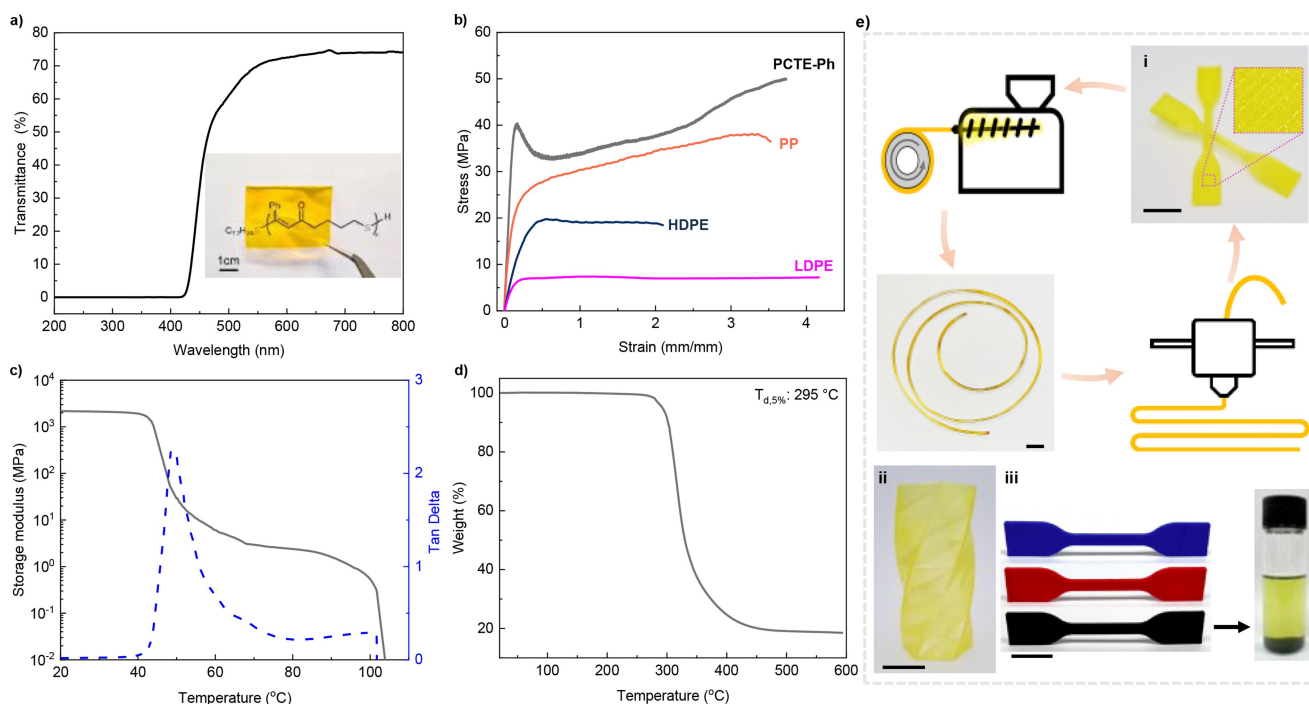 a)
80
70
60
50
40
30
20
10
0
Transmittance (%)
200 300 400 500 600 700 800
Wavelength (nm)
Ph
O
S
S
H
n
1cm
b)
60
50
40
30
20
10
0
Stress (MPa)
PCTE-Ph
PP
HDPE
LDPE
0 1 2 3 4
Strain (mm/mm)
c)
10⁴
10³
10²
10¹
10⁰
10⁻¹
10⁻²
Storage modulus (MPa)
3
2
1
0
Tan Delta
20 40 60 80 100
Temperature (°C)
d)
T_d,5%: 295 °C
100
80
60
40
20
Weight (%)
100 200 300 400 500 600
Temperature (°C)
e)
i
ii
iii